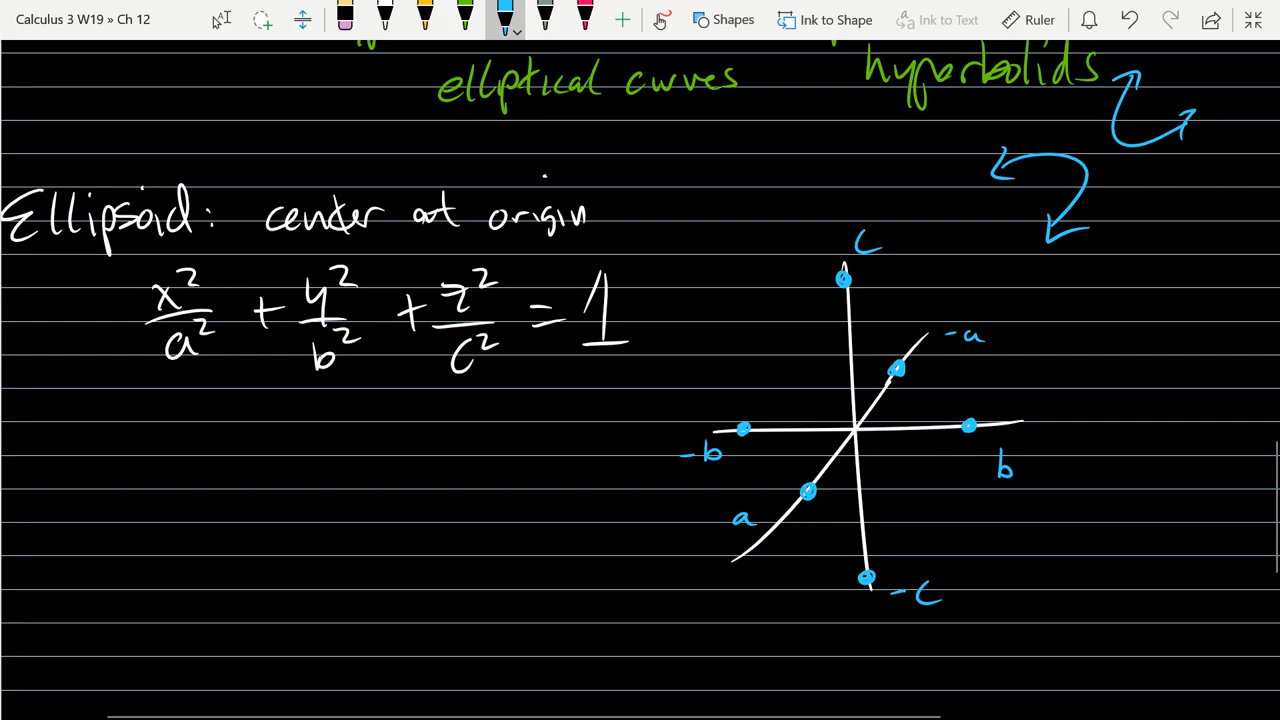 Calculus 3 W19 » Ch 12
Shapes
Ink to Shape
Ink to Text
Ruler
elliptical curves
hyperbolids
Ellipsoid: center at origin
x²/a² + y²/b² + z²/c² = 1
c
-a
-b
b
a
-c